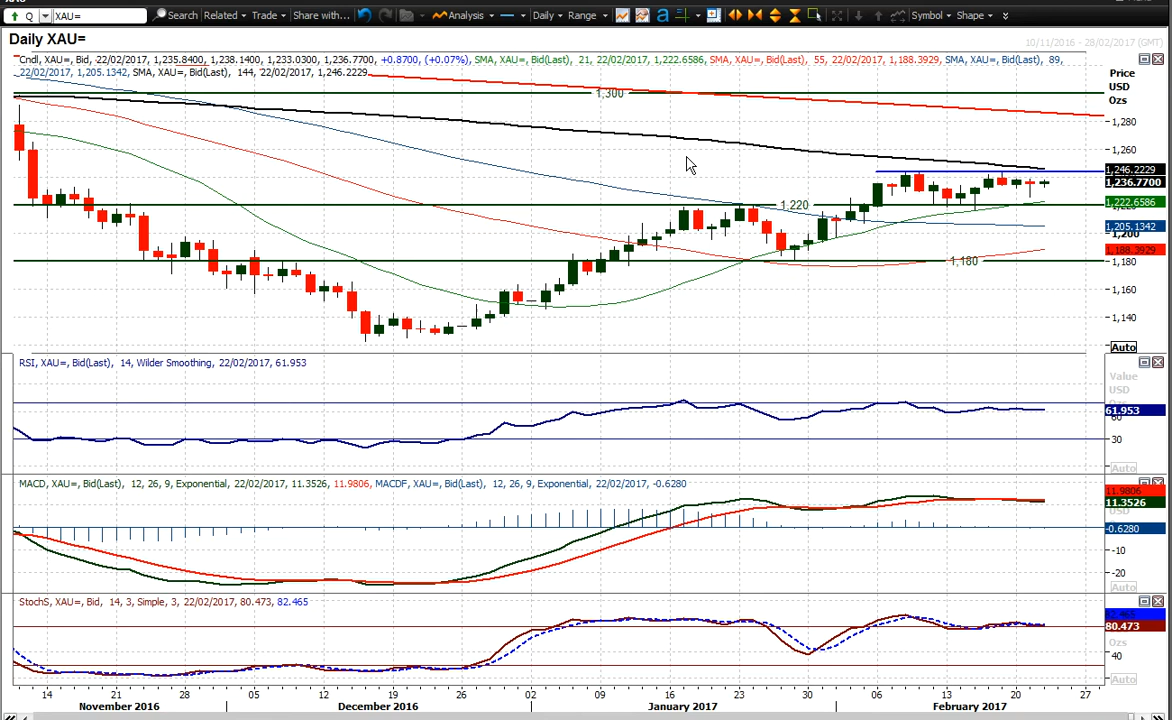 Q XAU= Search Related Trade Share with... Analysis Daily Range a Symbol Shape
Daily XAU=
10/11/2016 - 28/02/2017 (GMT)
Cndl, XAU=, Bid, 22/02/2017, 1,235.8400, 1,238.1400, 1,233.0300, 1,236.7700, +0.8700, (+0.07%), SMA, XAU=, Bid(Last), 21, 22/02/2017, 1,222.6586, SMA, XAU=, Bid(Last), 55, 22/02/2017, 1,188.3929, SMA, XAU=, Bid(Last), 89,
22/02/2017, 1,205.1342, SMA, XAU=, Bid(Last), 144, 22/02/2017, 1,246.2229
Price
USD
Ozs
1,300
1,280
1,260
1,246.2229
1,236.7700
1,220
1,222.6586
1,205.1342
1,200
1,188.3929
1,180
1,180
1,160
1,140
Auto
RSI, XAU=, Bid(Last), 14, Wilder Smoothing, 22/02/2017, 61.953
Value
USD
Ozs
61.953
30
Auto
MACD, XAU=, Bid(Last), 12, 26, 9, Exponential, 22/02/2017, 11.3526, 11.9806, MACDF, XAU=, Bid(Last), 12, 26, 9, Exponential, 22/02/2017, -0.6280
11.9806
11.3526
-0.6280
-10
-20
Auto
StochS, XAU=, Bid, 14, 3, Simple, 3, 22/02/2017, 80.473, 82.465
82.465
80.473
Ozs
40
Auto
14 21 28 05 12 19 26 02 09 16 23 30 06 13 20 27
November 2016 December 2016 January 2017 February 2017